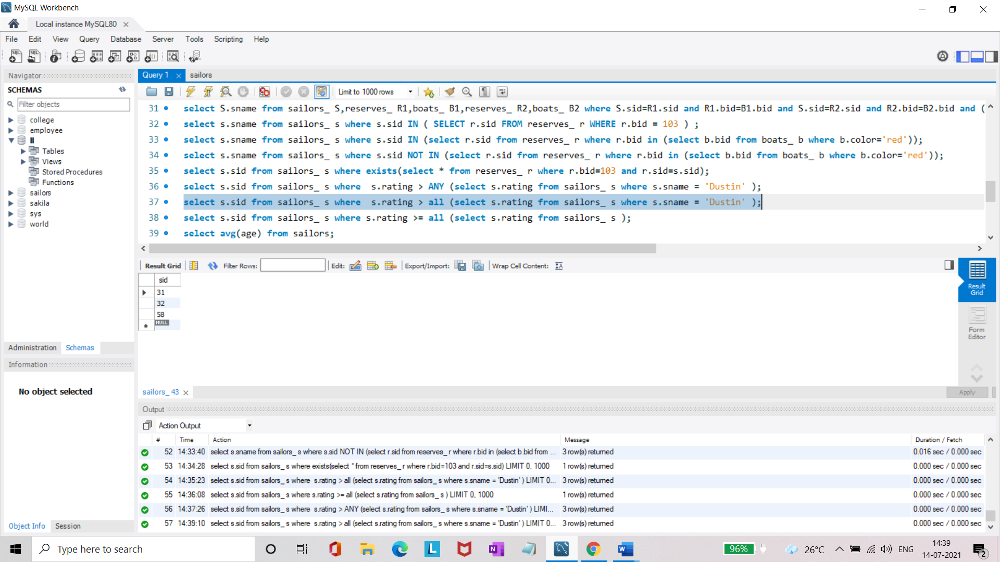 MySQL Workbench
Local instance MySQL80
File Edit View Query Database Server Tools Scripting Help
Navigator
SCHEMAS
Filter objects
college
employee
ll
Tables
Views
Stored Procedures
Functions
sailors
sakila
sys
world
Administration Schemas
Information
No object selected
Object Info Session
Query 1 sailors
Limit to 1000 rows
31 select S.sname from sailors_ S,reserves_ R1,boats_ B1,reserves_ R2,boats_ B2 where S.sid=R1.sid and R1.bid=B1.bid and S.sid=R2.sid and R2.bid=B2.bid and (
32 select s.sname from sailors_ s where s.sid IN ( SELECT r.sid FROM reserves_ r WHERE r.bid = 103 ) ;
33 select s.sname from sailors_ s where s.sid IN (select r.sid from reserves_ r where r.bid in (select b.bid from boats_ b where b.color='red'));
34 select s.sname from sailors_ s where s.sid NOT IN (select r.sid from reserves_ r where r.bid in (select b.bid from boats_ b where b.color='red'));
35 select s.sid from sailors_ s where exists(select * from reserves_ r where r.bid=103 and r.sid=s.sid);
36 select s.sid from sailors_ s where  s.rating > ANY (select s.rating from sailors_ s where s.sname = 'Dustin' );
37 select s.sid from sailors_ s where  s.rating > all (select s.rating from sailors_ s where s.sname = 'Dustin' );
38 select s.sid from sailors_ s where s.rating >= all (select s.rating from sailors_ s );
39 select avg(age) from sailors;
Result Grid Filter Rows: Edit: Export/Import: Wrap Cell Content:
sid
31
32
58
NULL
Result Grid
Form Editor
sailors_ 43
Apply
Output
Action Output
# Time Action Message Duration / Fetch
52 14:33:40 select s.sname from sailors_ s where s.sid NOT IN (select r.sid from reserves_ r where r.bid in (select b.bid from ... 3 row(s) returned 0.016 sec / 0.000 sec
53 14:34:28 select s.sid from sailors_ s where exists(select * from reserves_ r where r.bid=103 and r.sid=s.sid) LIMIT 0, 1000 1 row(s) returned 0.000 sec / 0.000 sec
54 14:35:23 select s.sid from sailors_ s where  s.rating > all (select s.rating from sailors_ s where s.sname = 'Dustin' ) LIMIT 0... 3 row(s) returned 0.000 sec / 0.000 sec
55 14:36:08 select s.sid from sailors_ s where s.rating >= all (select s.rating from sailors_ s ) LIMIT 0, 1000 1 row(s) returned 0.000 sec / 0.000 sec
56 14:37:26 select s.sid from sailors_ s where  s.rating > ANY (select s.rating from sailors_ s where s.sname = 'Dustin' ) LIMI... 3 row(s) returned 0.000 sec / 0.000 sec
57 14:39:10 select s.sid from sailors_ s where  s.rating > all (select s.rating from sailors_ s where s.sname = 'Dustin' ) LIMIT 0... 3 row(s) returned 0.000 sec / 0.000 sec
Type here to search
96% 26°C ENG 14:39
14-07-2021
2